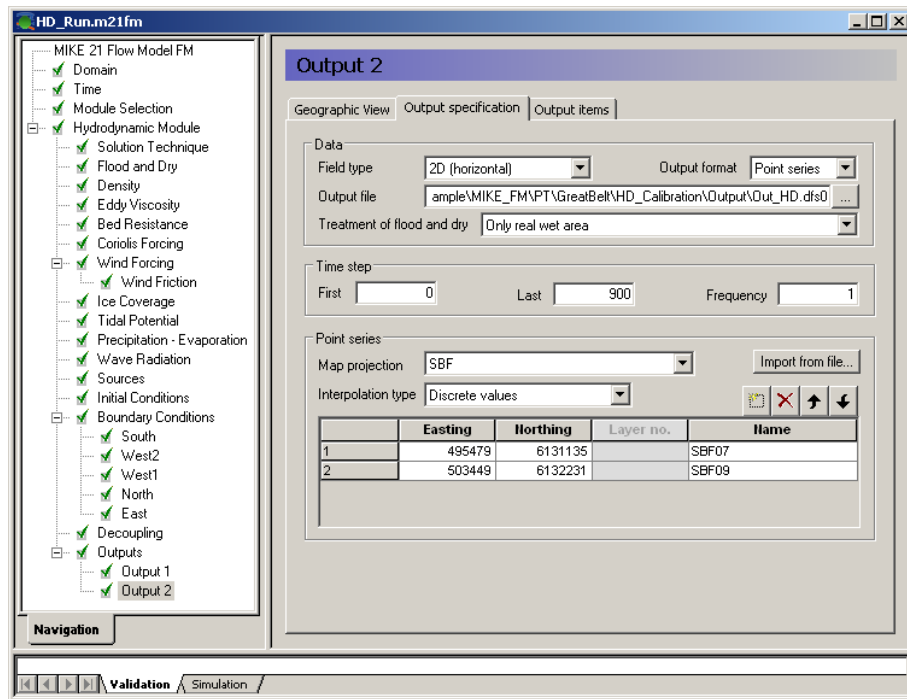 HD_Run.m21fm
MIKE 21 Flow Model FM
Domain
Time
Module Selection
Hydrodynamic Module
Solution Technique
Flood and Dry
Density
Eddy Viscosity
Bed Resistance
Coriolis Forcing
Wind Forcing
Wind Friction
Ice Coverage
Tidal Potential
Precipitation - Evaporation
Wave Radiation
Sources
Initial Conditions
Boundary Conditions
South
West2
West1
North
East
Decoupling
Outputs
Output 1
Output 2
Navigation
Output 2
Geographic View Output specification Output items
Data
Field type 2D (horizontal) Output format Point series
Output file ample\MIKE_FM\PT\GreatBelt\HD_Calibration\Output\Out_HD.dfs0 ...
Treatment of flood and dry Only real wet area
Time step
First 0 Last 900 Frequency 1
Point series
Map projection SBF Import from file...
Interpolation type Discrete values
Easting Northing Layer no. Name
1 495479 6131135 SBF07
2 503449 6132231 SBF09
Validation Simulation